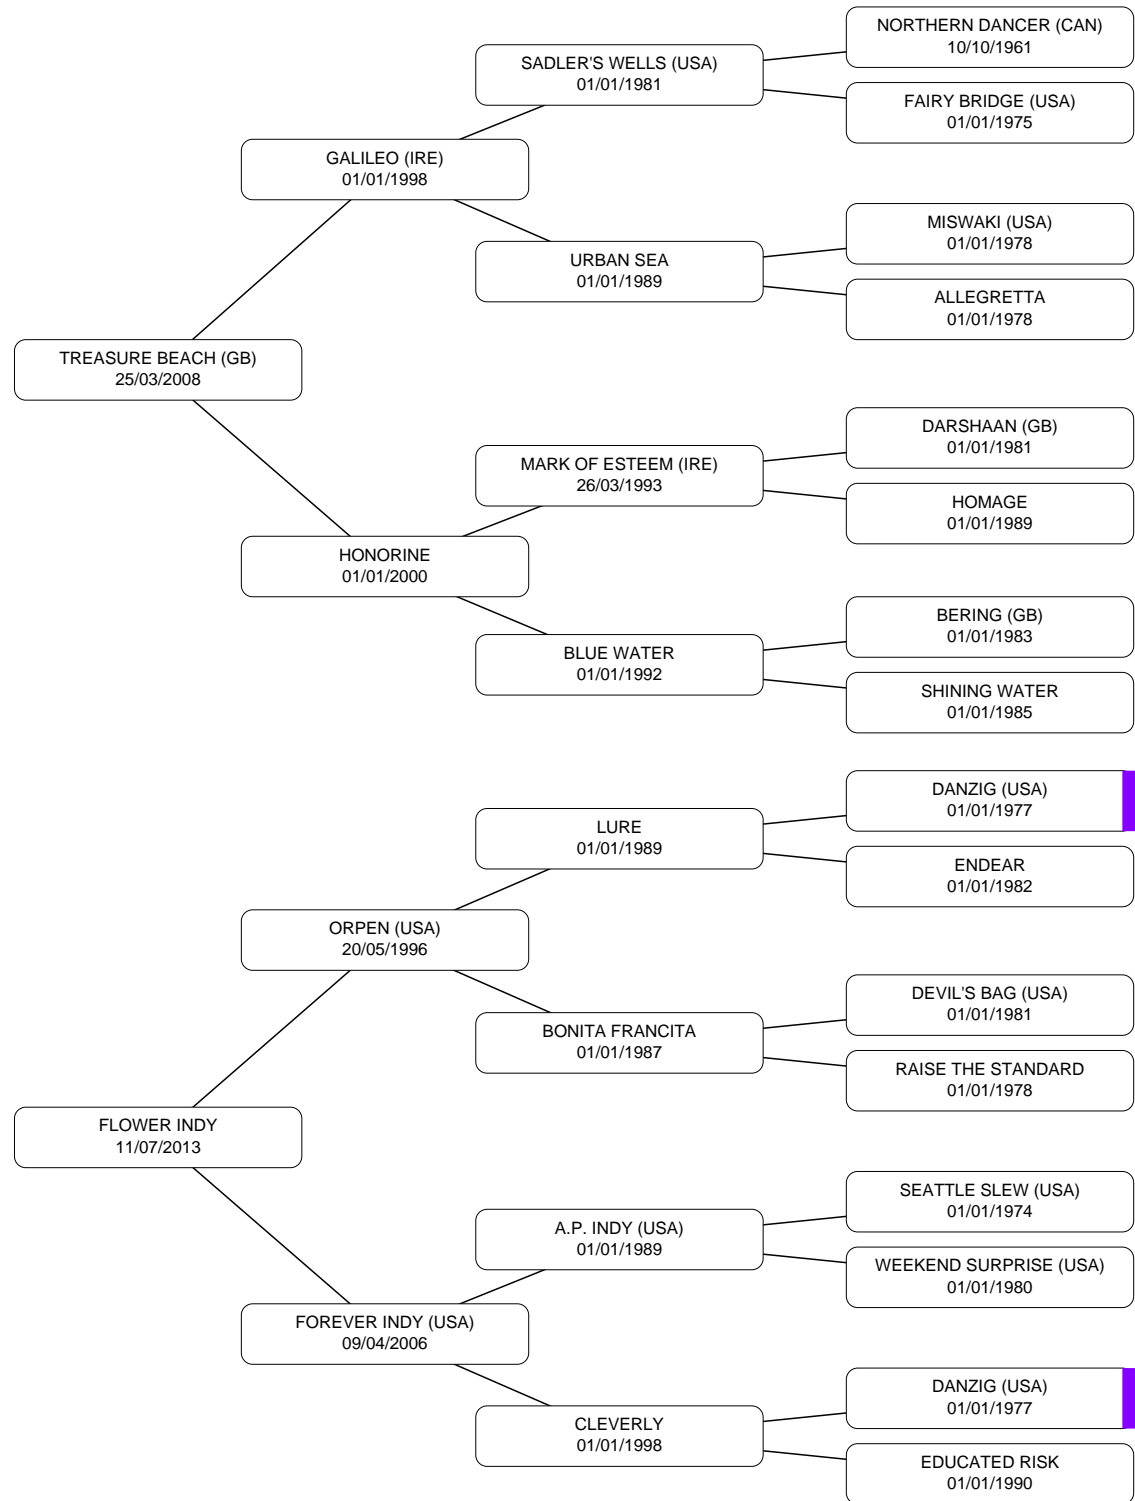 NORTHERN DANCER (CAN)
10/10/1961
SADLER'S WELLS (USA)
01/01/1981
FAIRY BRIDGE (USA)
01/01/1975
GALILEO (IRE)
01/01/1998
MISWAKI (USA)
01/01/1978
URBAN SEA
01/01/1989
ALLEGRETTA
01/01/1978
TREASURE BEACH (GB)
25/03/2008
DARSHAAN (GB)
01/01/1981
MARK OF ESTEEM (IRE)
26/03/1993
HOMAGE
01/01/1989
HONORINE
01/01/2000
BERING (GB)
01/01/1983
BLUE WATER
01/01/1992
SHINING WATER
01/01/1985
DANZIG (USA)
01/01/1977
LURE
01/01/1989
ENDEAR
01/01/1982
ORPEN (USA)
20/05/1996
DEVIL'S BAG (USA)
01/01/1981
BONITA FRANCITA
01/01/1987
RAISE THE STANDARD
01/01/1978
FLOWER INDY
11/07/2013
SEATTLE SLEW (USA)
01/01/1974
A.P. INDY (USA)
01/01/1989
WEEKEND SURPRISE (USA)
01/01/1980
FOREVER INDY (USA)
09/04/2006
DANZIG (USA)
01/01/1977
CLEVERLY
01/01/1998
EDUCATED RISK
01/01/1990